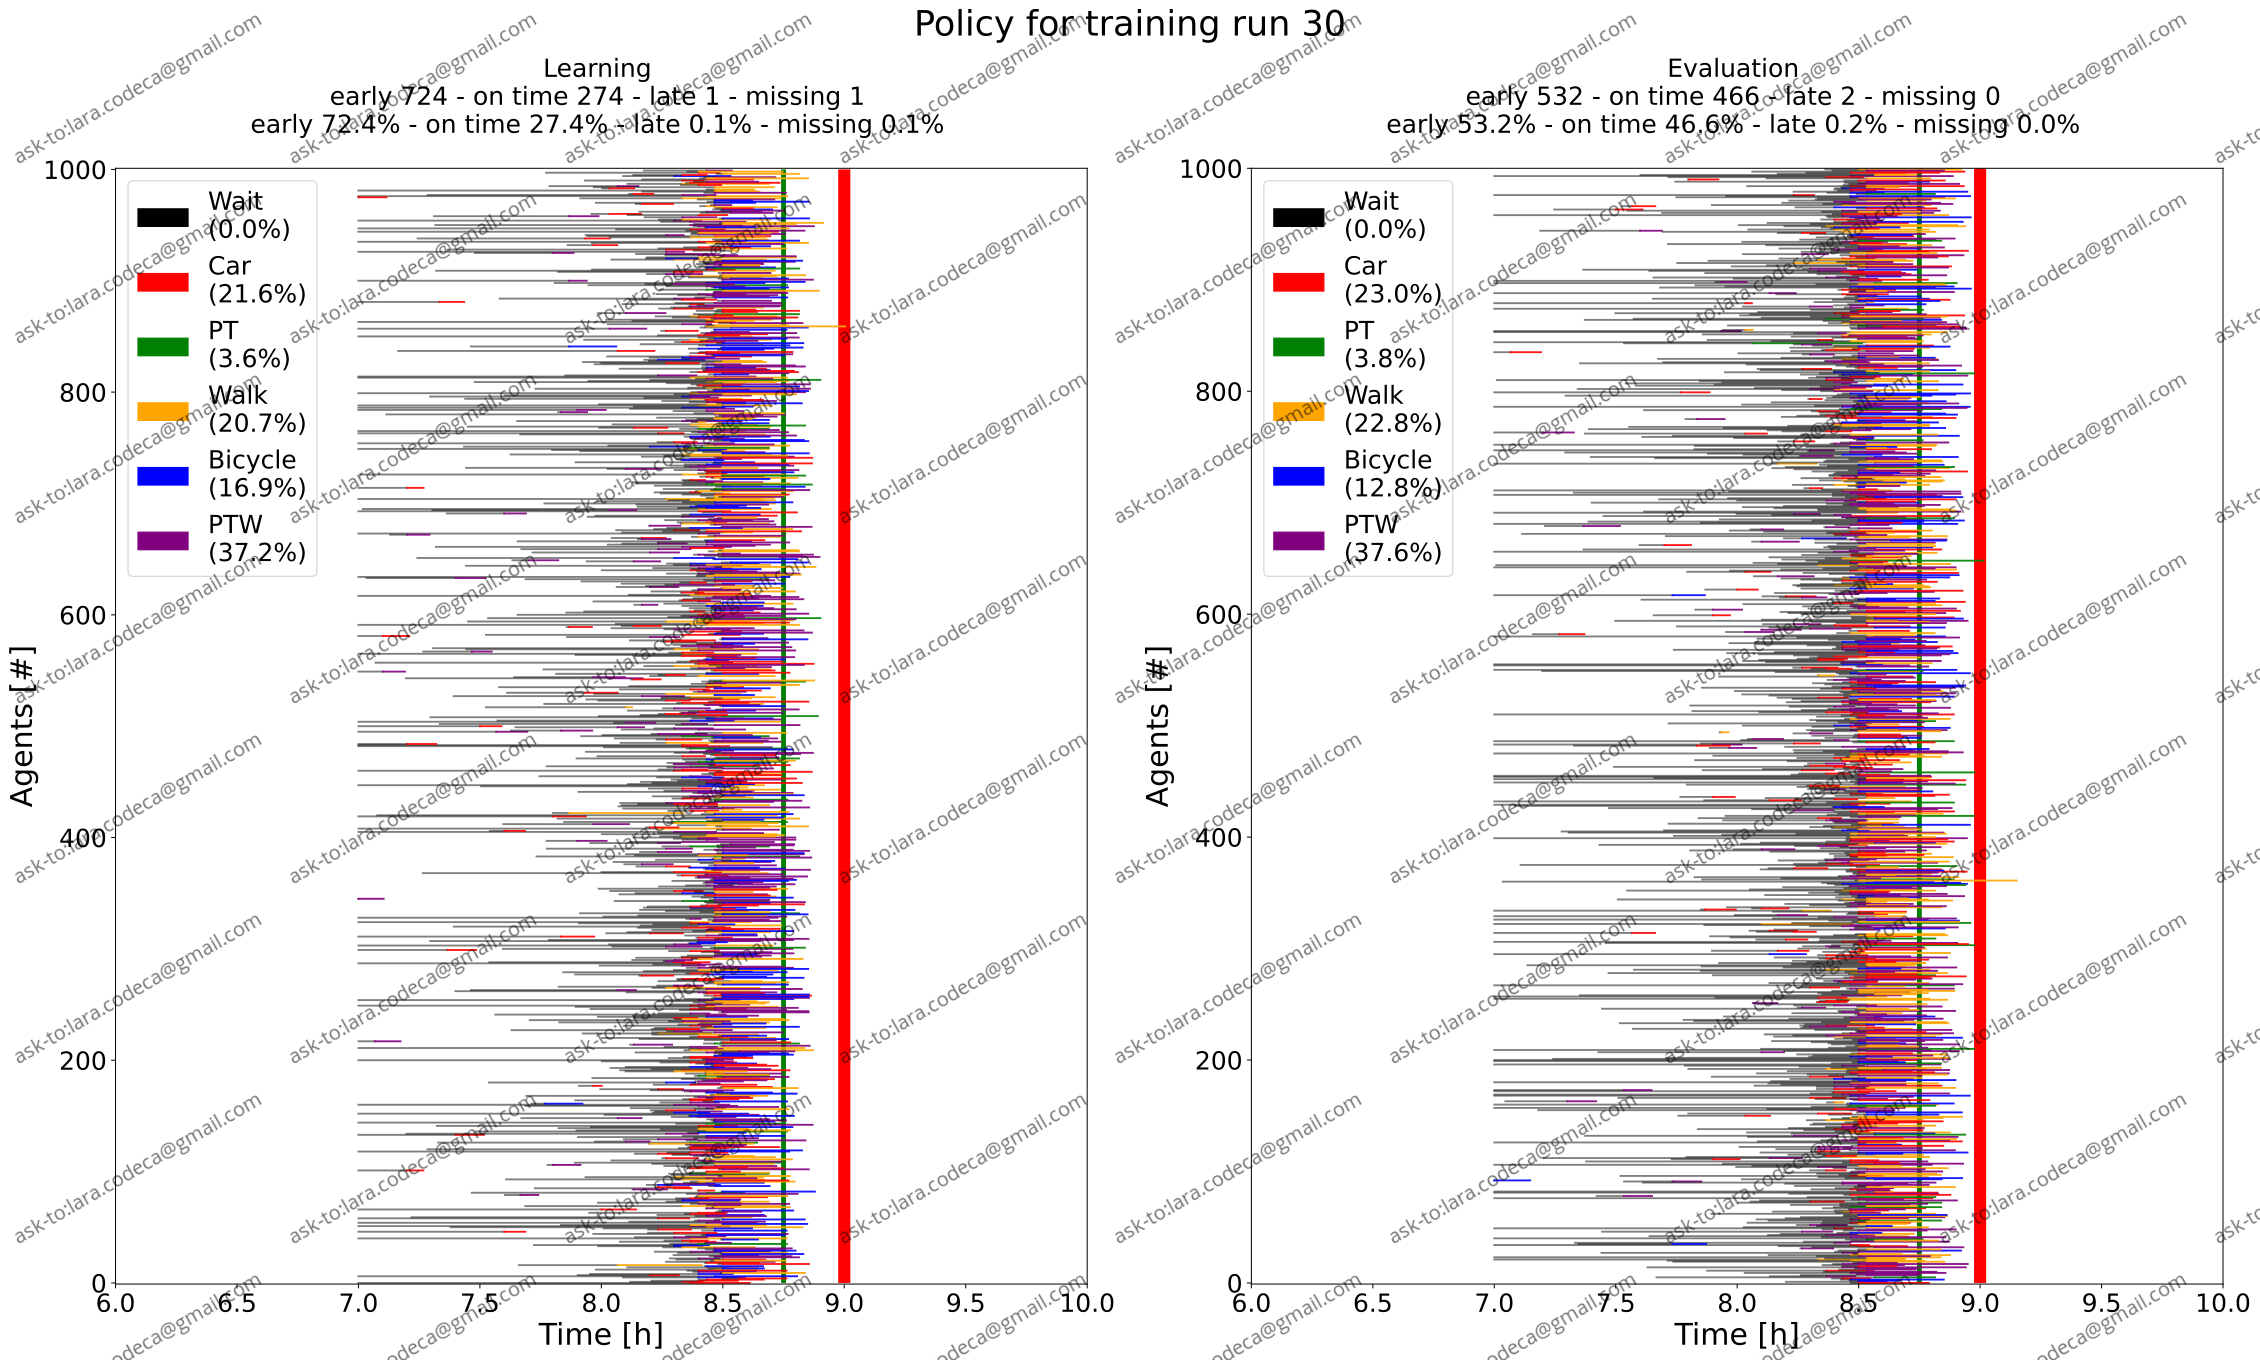 Policy for training run 30
Learning
early 724 - on time 274 - late 1 - missing 1
early 72.4% - on time 27.4% - late 0.1% - missing 0.1%
1000
800
600
400
200
0
Agents [#]
Wait
(0.0%)
Car
(21.6%)
PT
(3.6%)
Walk
(20.7%)
Bicycle
(16.9%)
PTW
(37.2%)
6.0 6.5 7.0 7.5 8.0 8.5 9.0 9.5 10.0
Time [h]
Evaluation
early 532 - on time 466 - late 2 - missing 0
early 53.2% - on time 46.6% - late 0.2% - missing 0.0%
1000
800
600
400
200
0
Agents [#]
Wait
(0.0%)
Car
(23.0%)
PT
(3.8%)
Walk
(22.8%)
Bicycle
(12.8%)
PTW
(37.6%)
6.0 6.5 7.0 7.5 8.0 8.5 9.0 9.5 10.0
Time [h]
ask-to:lara.codeca@gmail.com